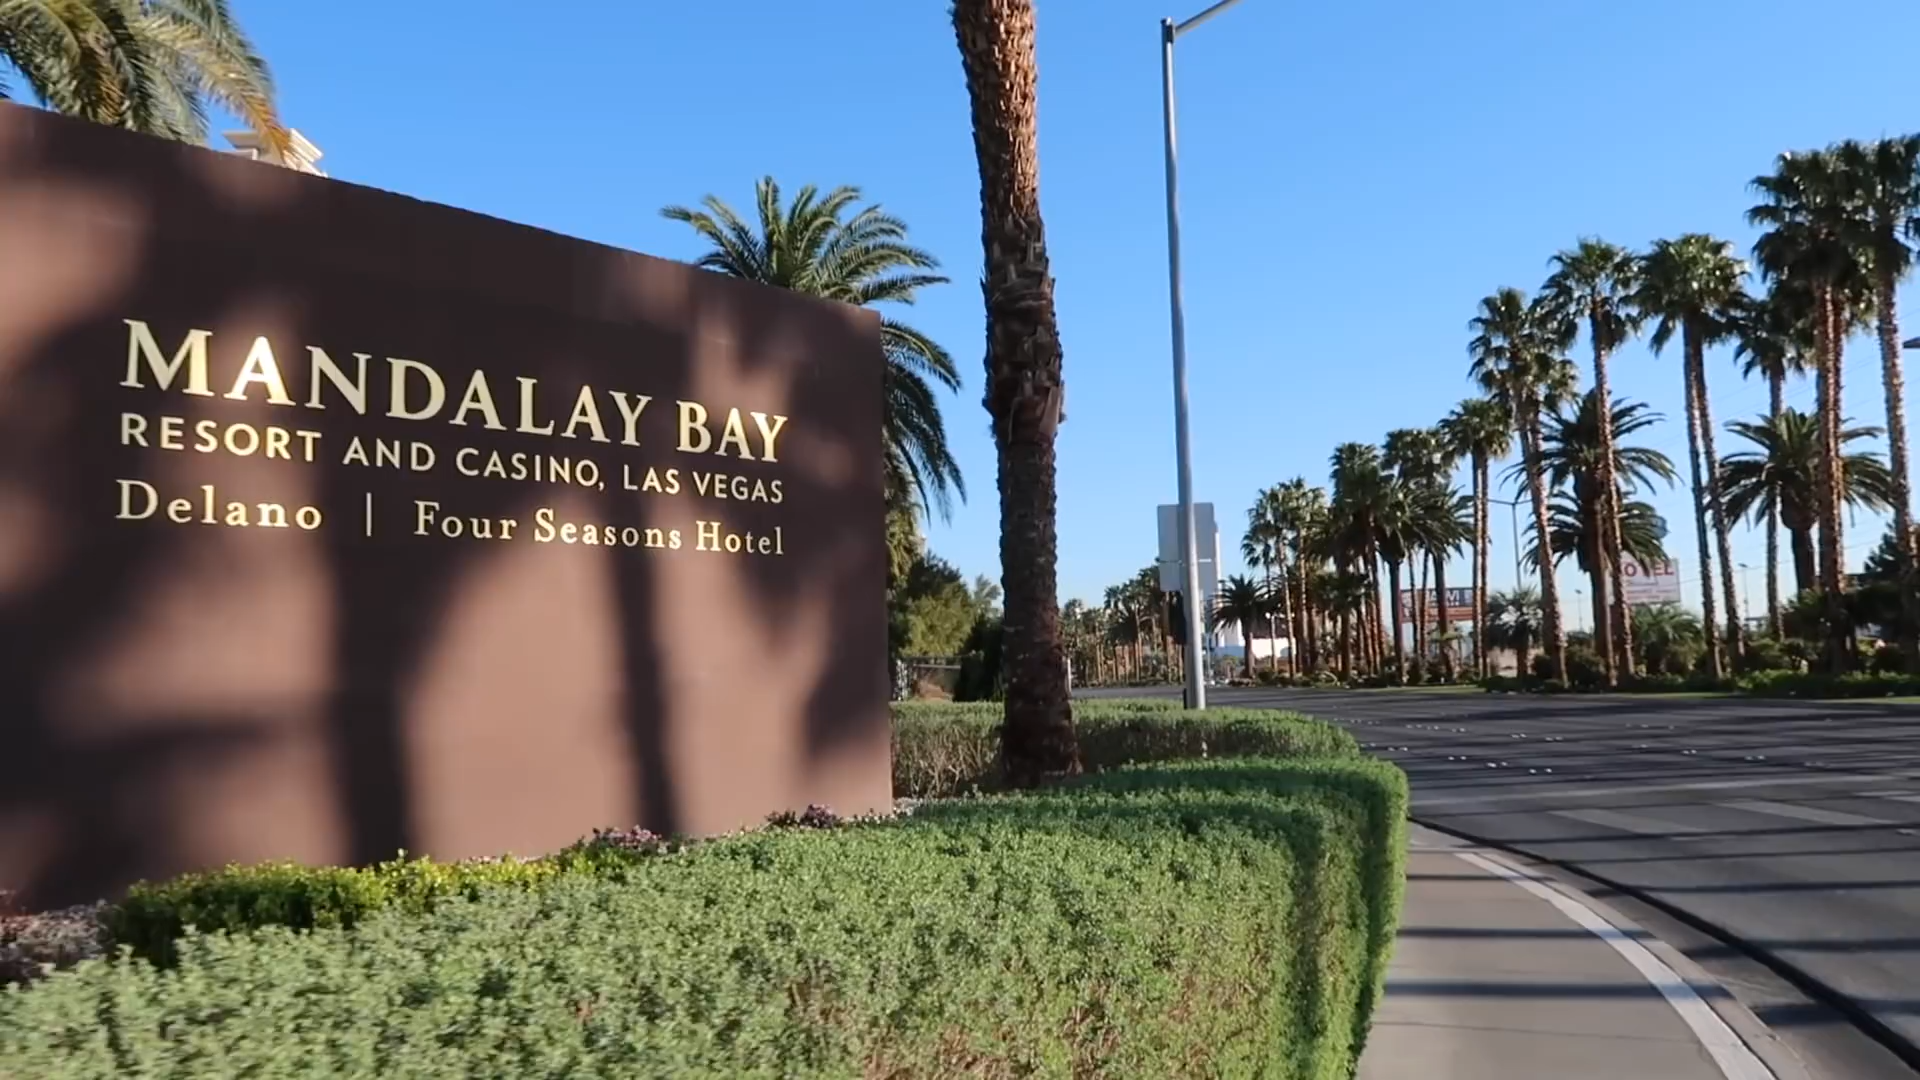 MANDALAY BAY
RESORT AND CASINO, LAS VEGAS
Delano | Four Seasons Hotel